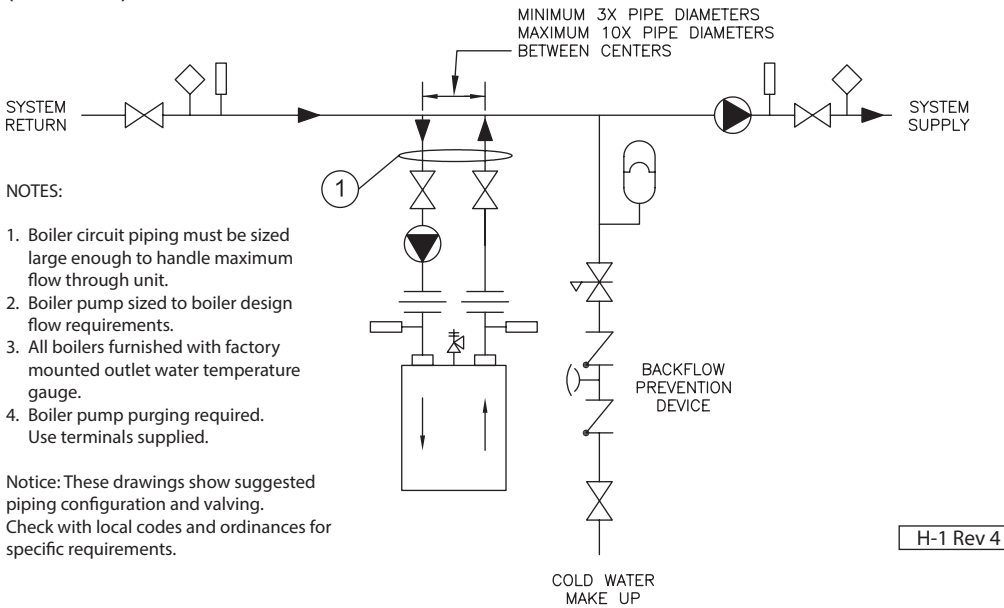 MINIMUM 3X PIPE DIAMETERS
MAXIMUM 10X PIPE DIAMETERS
BETWEEN CENTERS
SYSTEM
RETURN
SYSTEM
SUPPLY
1
NOTES:
1. Boiler circuit piping must be sized
large enough to handle maximum
flow through unit.
2. Boiler pump sized to boiler design
flow requirements.
3. All boilers furnished with factory
mounted outlet water temperature
gauge.
4. Boiler pump purging required.
Use terminals supplied.
Notice: These drawings show suggested
piping configuration and valving.
Check with local codes and ordinances for
specific requirements.
BACKFLOW
PREVENTION
DEVICE
COLD WATER
MAKE UP
H-1 Rev 4